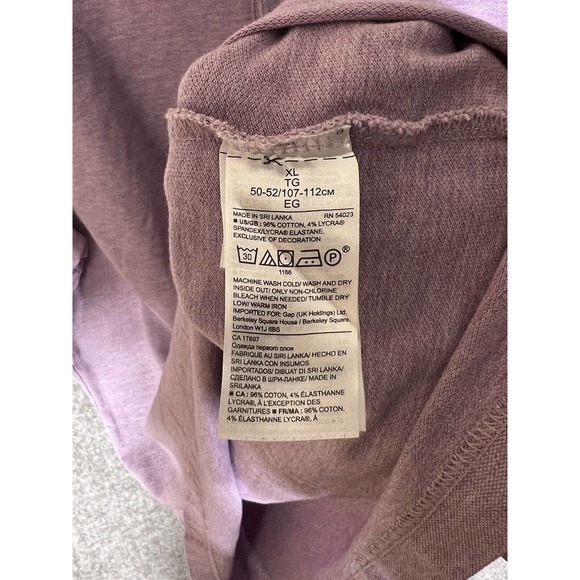 XL
TG
50-52/107-112CM
EG
MADE IN SRI LANKA RN 54023
■ US/GB : 96% COTTON, 4% LYCRA®
SPANDEX/LYCRA® ELASTANE.
EXCLUSIVE OF DECORATION
30 P
1166
MACHINE WASH COLD/ WASH AND DRY
INSIDE OUT/ ONLY NON-CHLORINE
BLEACH WHEN NEEDED/ TUMBLE DRY
LOW/ WARM IRON
IMPORTED FOR: Gap (UK Holdings) Ltd.
Berkeley Square House / Berkeley Square,
London W1J 6BS
CA 17897
Одежда первого слоя
FABRIQUÉ AU SRI LANKA/ HECHO EN
SRI LANKA CON INSUMOS
IMPORTADOS/ DIBUAT DI SRI LANKA/
СДЕЛАНО В ШРИ-ЛАНКЕ/ MADE IN
SRILANKA
■ CA : 96% COTON, 4% ÉLASTHANNE
LYCRA®, À L'EXCEPTION DES
GARNITURES ■ FR/MA : 96% COTON,
4% ÉLASTHANNE LYCRA®, À